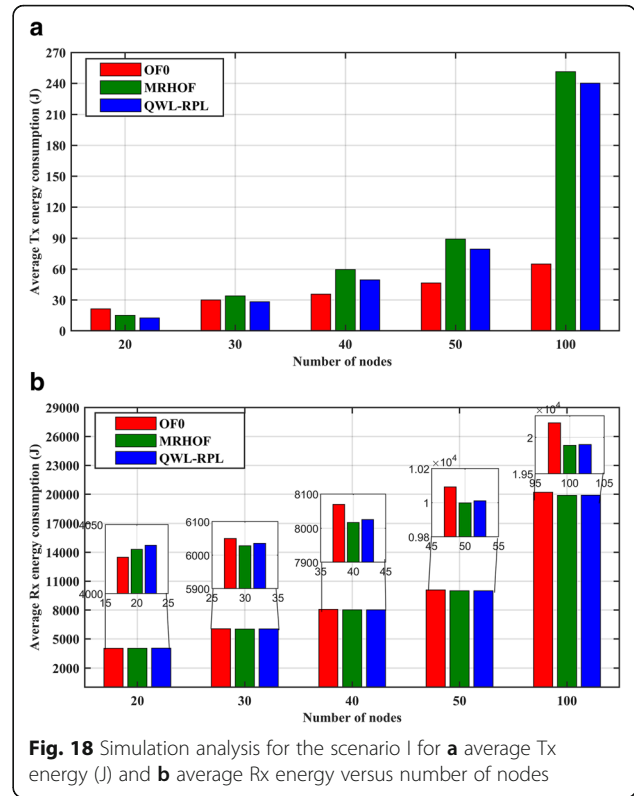 a
270
240
210
180
150
120
90
60
30
0
Average Tx energy consumption (J)
OF0
MRHOF
QWL-RPL
20 30 40 50 100
Number of nodes
b
29000
26000
23000
20000
17000
14000
11000
8000
5000
2000
Average Rx energy consumption (J)
OF0
MRHOF
QWL-RPL
4050
4000
15 20 25
6100
6000
5900
25 30 35
8100
8000
7900
35 40 45
×10⁴
1.02
1
0.98
45 50 55
×10⁴
2
1.95
95 100 105
20 30 40 50 100
Number of nodes
Fig. 18 Simulation analysis for the scenario I for a average Tx
energy (J) and b average Rx energy versus number of nodes